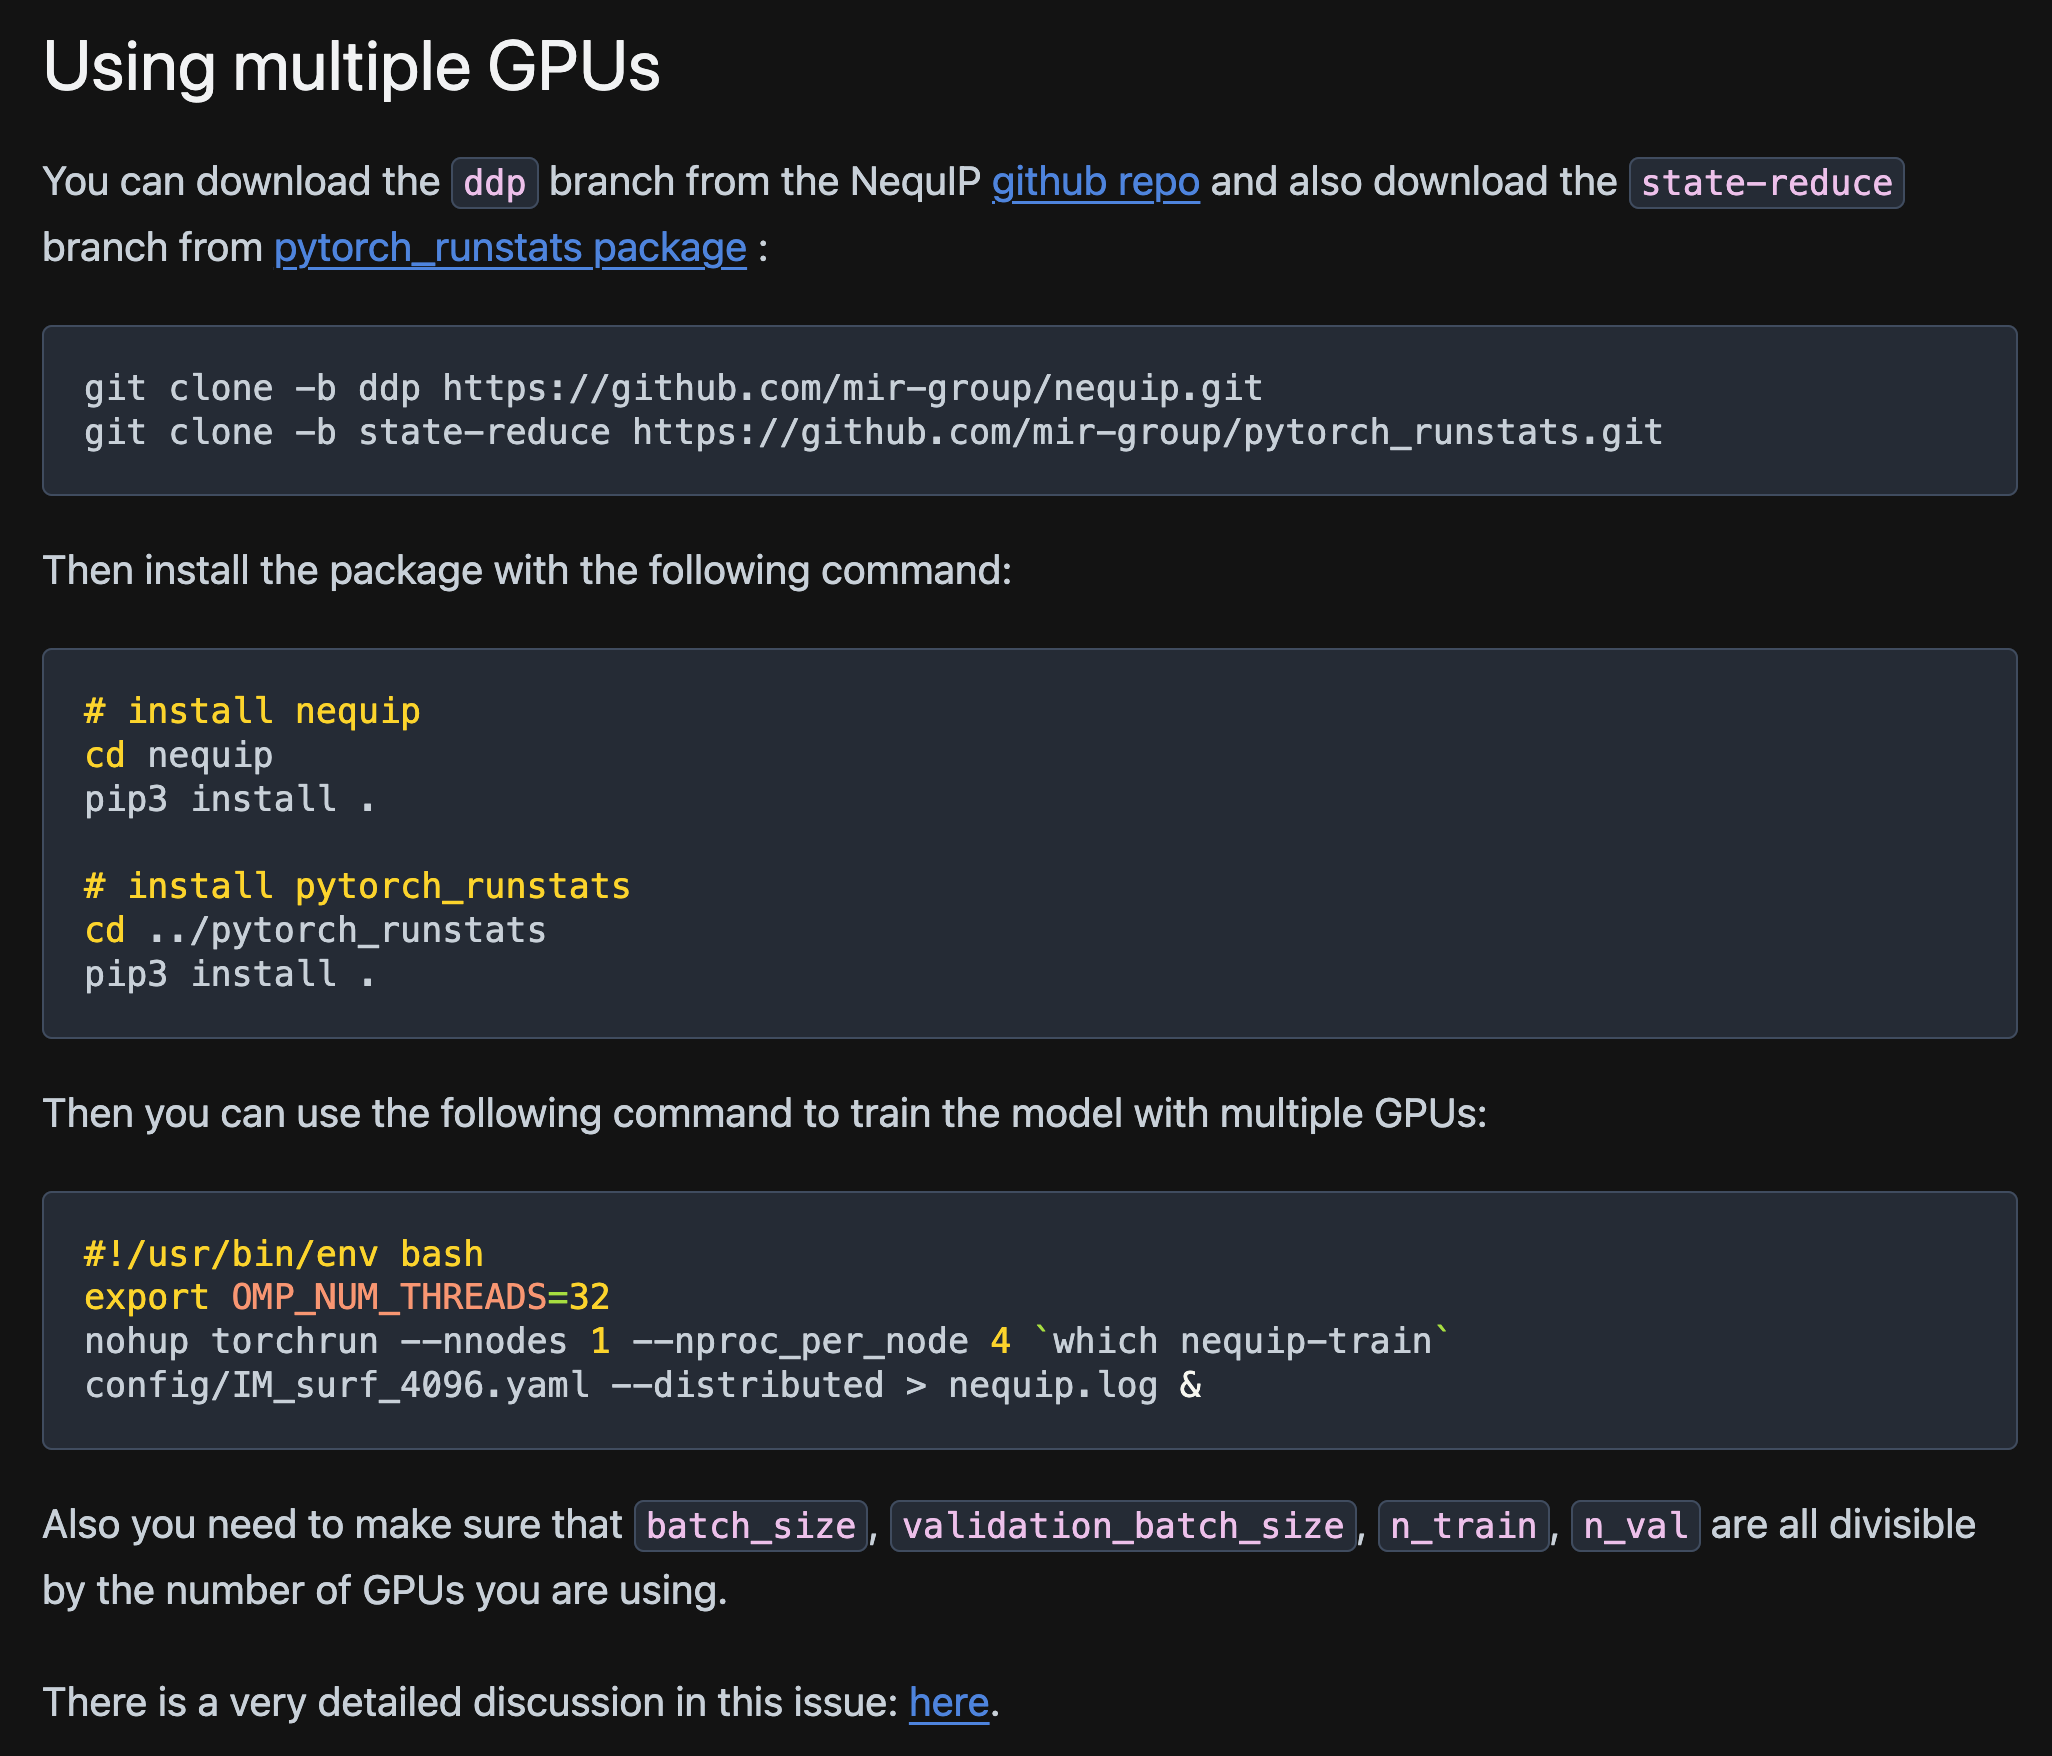 Using multiple GPUs
You can download the ddp branch from the NequIP github repo and also download the state-reduce
branch from pytorch_runstats package :
git clone -b ddp https://github.com/mir-group/nequip.git
git clone -b state-reduce https://github.com/mir-group/pytorch_runstats.git
Then install the package with the following command:
# install nequip
cd nequip
pip3 install .
# install pytorch_runstats
cd ../pytorch_runstats
pip3 install .
Then you can use the following command to train the model with multiple GPUs:
#!/usr/bin/env bash
export OMP_NUM_THREADS=32
nohup torchrun --nnodes 1 --nproc_per_node 4 `which nequip-train`
config/IM_surf_4096.yaml --distributed > nequip.log &
Also you need to make sure that batch_size, validation_batch_size, n_train, n_val are all divisible
by the number of GPUs you are using.
There is a very detailed discussion in this issue: here.